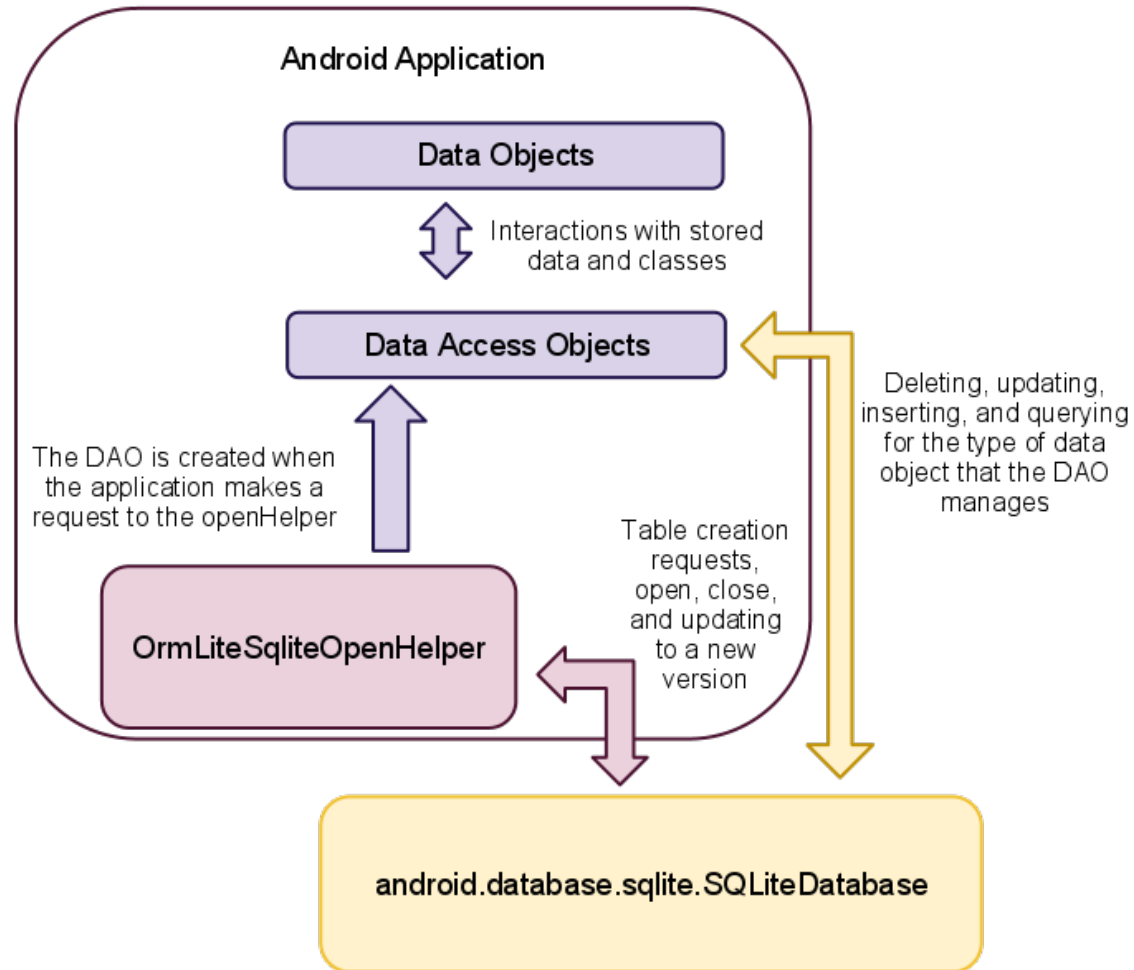 Android Application
Data Objects
Interactions with stored
data and classes
Data Access Objects
Deleting, updating,
inserting, and querying
for the type of data
object that the DAO
manages
The DAO is created when
the application makes a
request to the openHelper
Table creation
requests,
open, close,
and updating
to a new
version
OrmLiteSqliteOpenHelper
android.database.sqlite.SQLiteDatabase